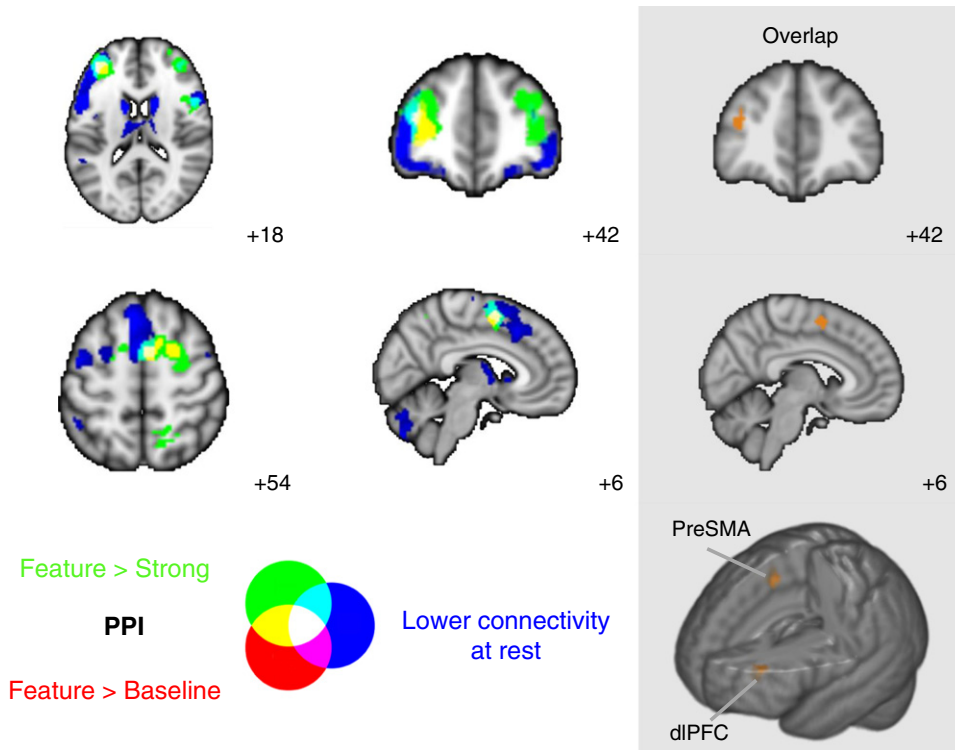 Overlap
+18
+42
+42
+54
+6
+6
PreSMA
Feature > Strong
PPI
Lower connectivity
at rest
Feature > Baseline
dlPFC